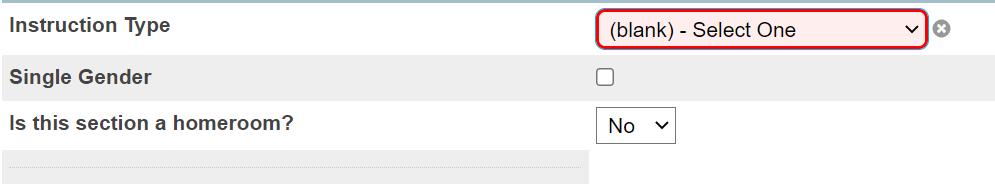 Instruction Type (blank) - Select One
Single Gender
Is this section a homeroom? No